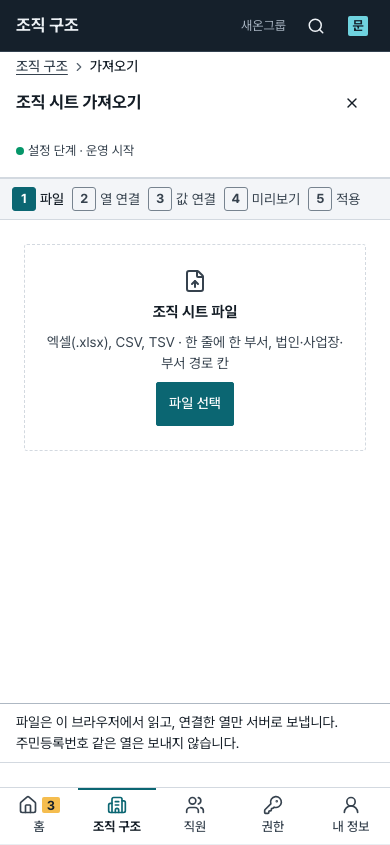 조직 구조
새온그룹
문
조직 구조 > 가져오기
조직 시트 가져오기
설정 단계 · 운영 시작
1 파일 2 열 연결 3 값 연결 4 미리보기 5 적용
조직 시트 파일
엑셀(.xlsx), CSV, TSV · 한 줄에 한 부서, 법인·사업장·
부서 경로 칸
파일 선택
파일은 이 브라우저에서 읽고, 연결한 열만 서버로 보냅니다.
주민등록번호 같은 열은 보내지 않습니다.
3
홈 조직 구조 직원 권한 내 정보